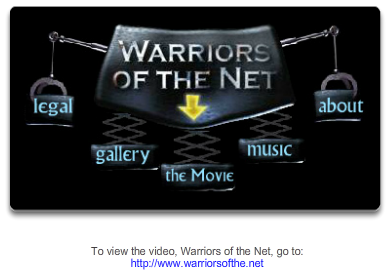 WARRIORS
OF THE NET
legal
about
gallery
the Movie
music
To view the video, Warriors of the Net, go to:
http://www.warriorsofthe.net